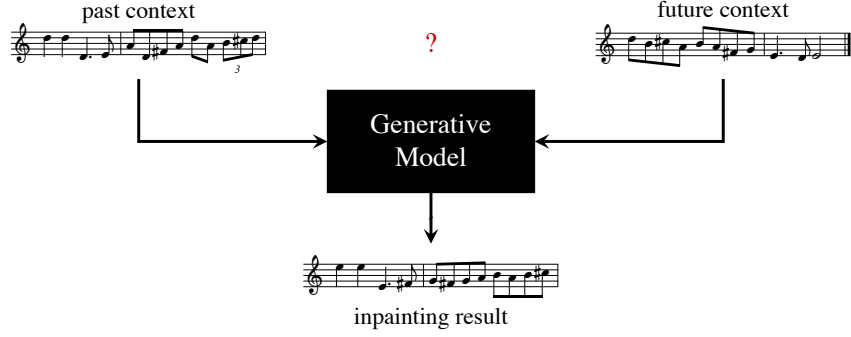 past context
future context
3
?
Generative
Model
inpainting result